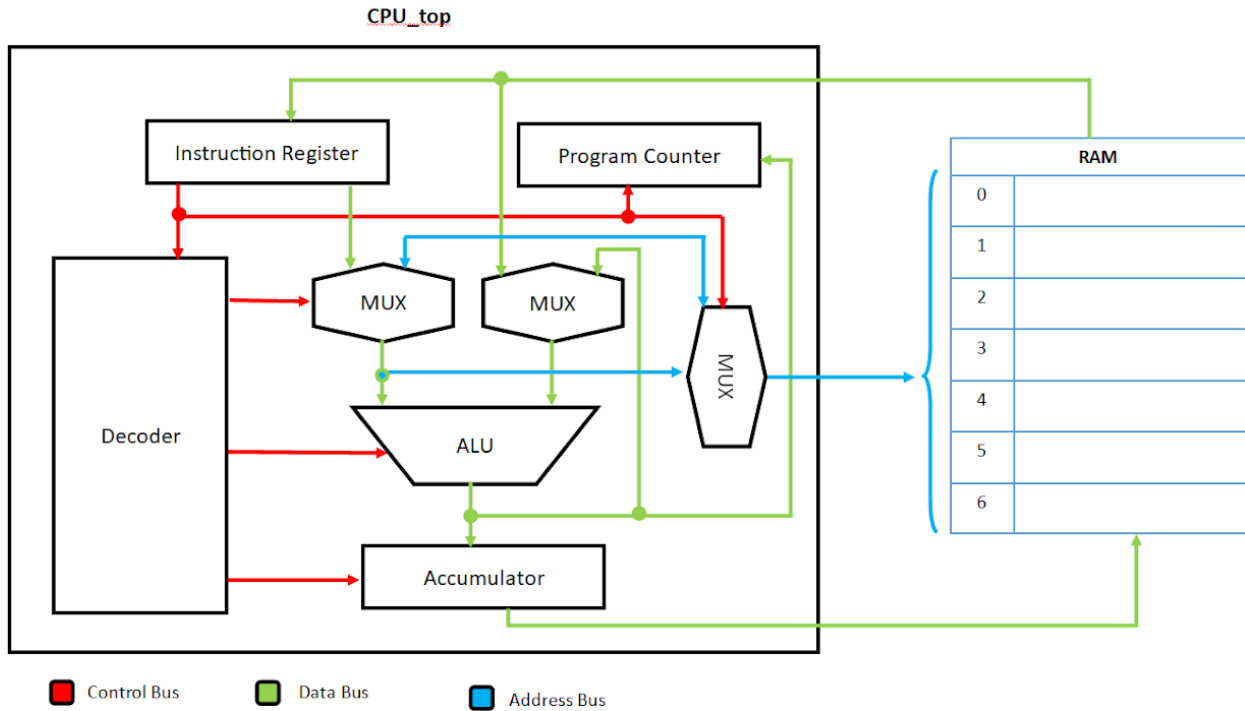 CPU_top
Instruction Register
Program Counter
RAM
0
1
2
3
4
5
6
MUX
MUX
MUX
Decoder
ALU
Accumulator
Control Bus
Data Bus
Address Bus